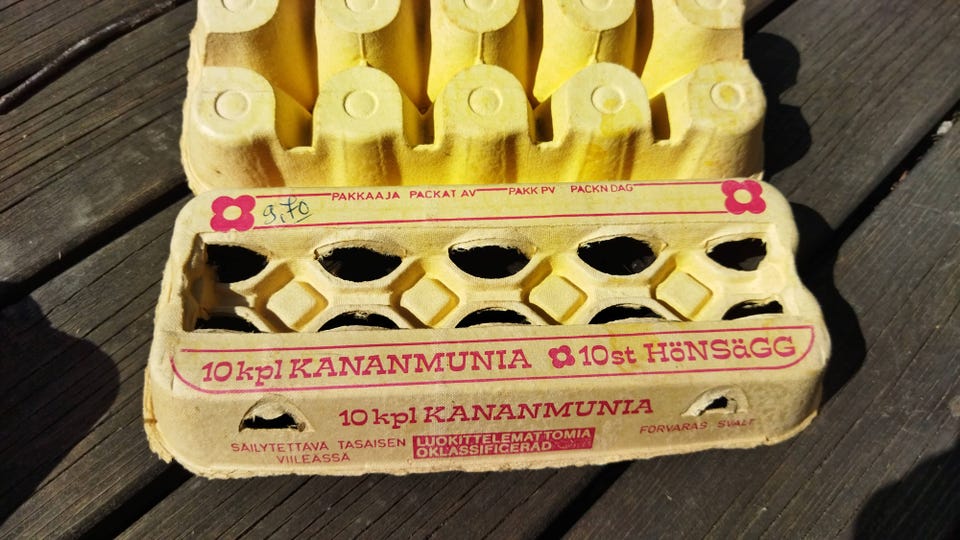 PAKKAAJA PACKAT AV PAKK PV PACKN DAG
9,70
10 kpl KANANMUNIA 10 st HöNSäGG
10 kpl KANANMUNIA
SÄILYTETTÄVÄ TASAISEN
VIILEÄSSÄ
LUOKITTELEMATTOMIA
OKLASSIFICERAD
FÖRVARAS SVALT